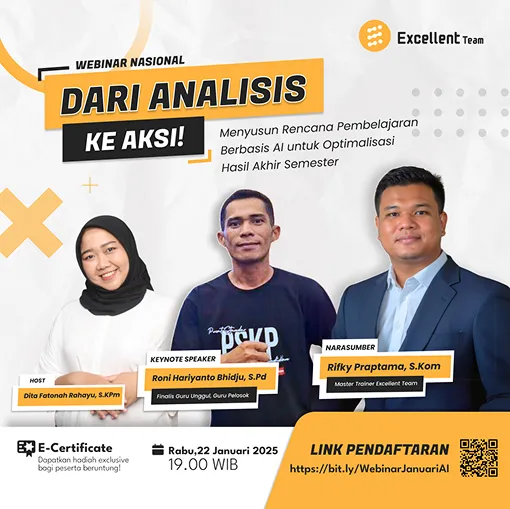 Excellent Team
WEBINAR NASIONAL
DARI ANALISIS
KE AKSI!
Menyusun Rencana Pembelajaran
Berbasis AI untuk Optimalisasi
Hasil Akhir Semester
PSKP
HOST
Dita Fatonah Rahayu, S.KPm
KEYNOTE SPEAKER
Roni Hariyanto Bhidju, S.Pd
Finalis Guru Unggul, Guru Pelosok
NARASUMBER
Rifky Praptama, S.Kom
Master Trainer Excellent Team
E-Certificate
Dapatkan hadiah exclusive
bagi peserta beruntung!
Rabu,22 Januari 2025
19.00 WIB
LINK PENDAFTARAN
https://bit.ly/WebinarJanuariAI